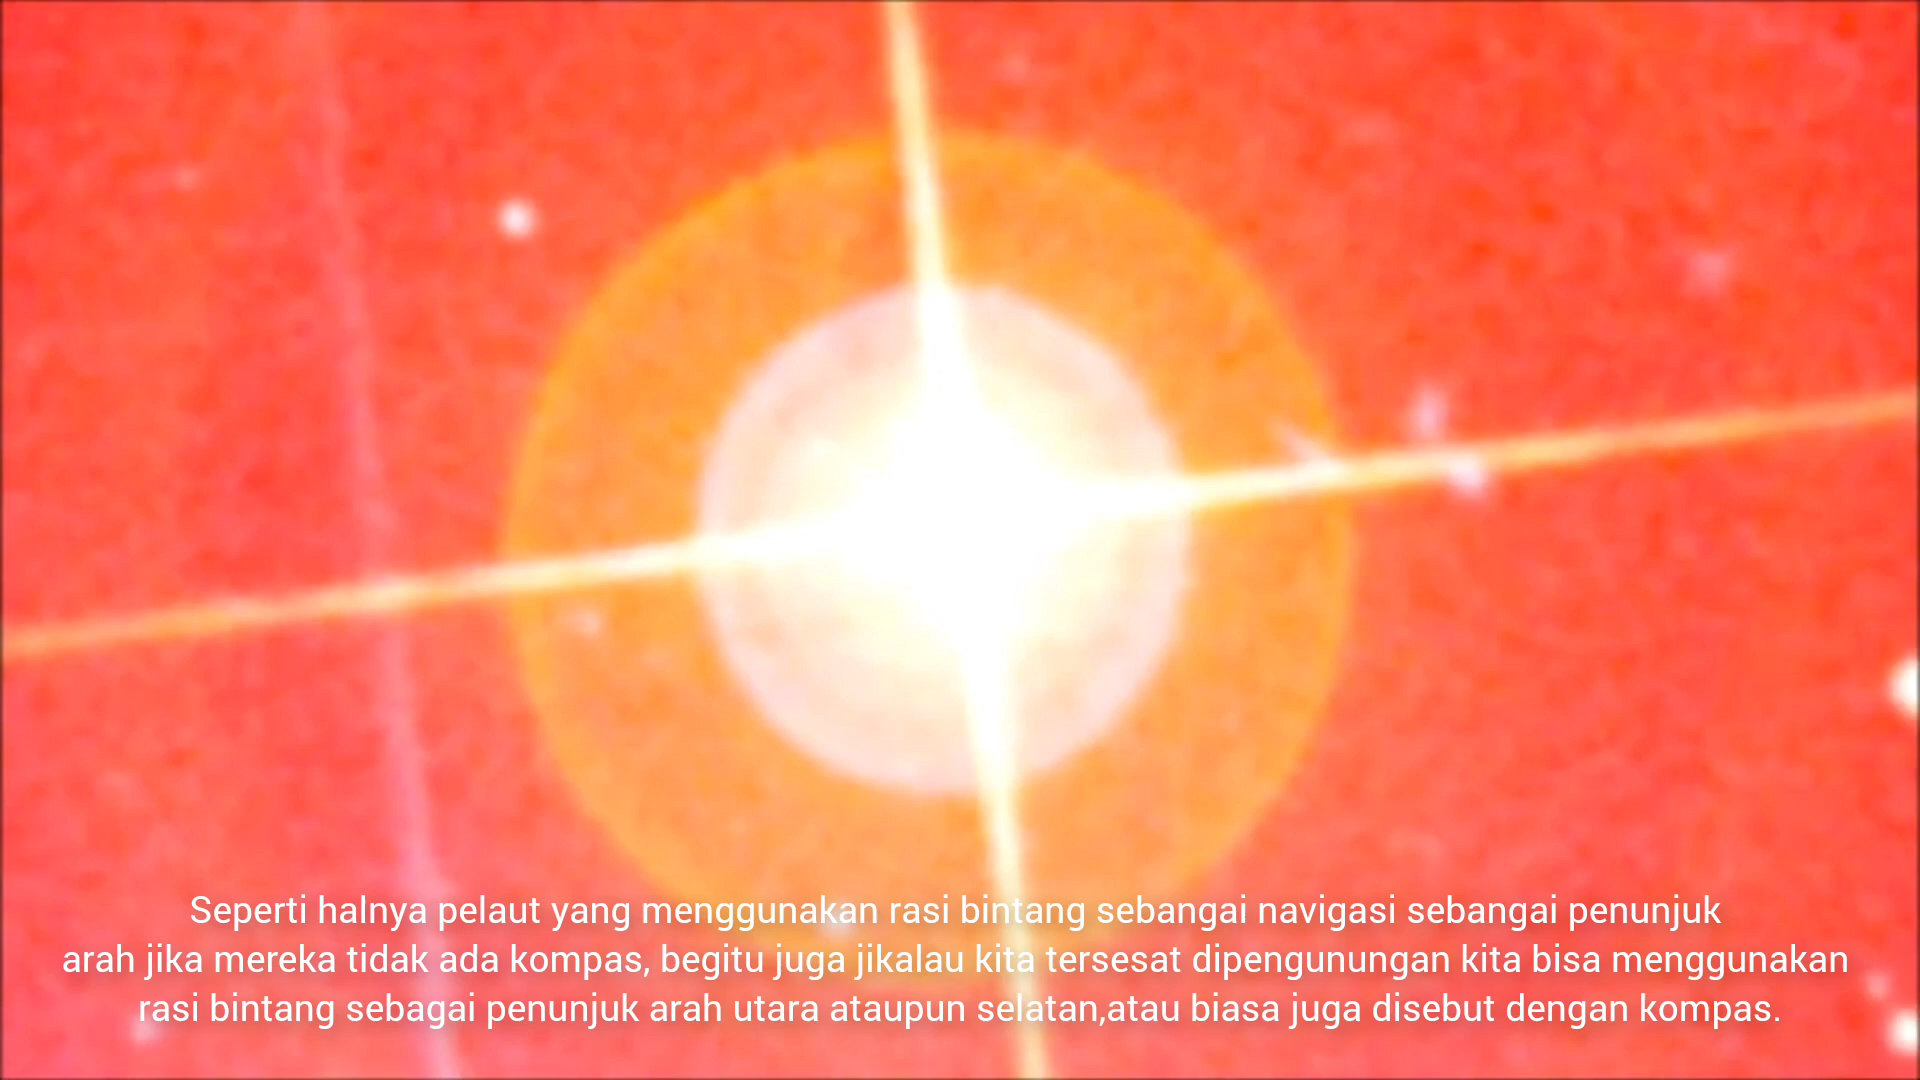 Seperti halnya pelaut yang menggunakan rasi bintang sebangai navigasi sebangai penunjuk
arah jika mereka tidak ada kompas, begitu juga jikalau kita tersesat dipengunungan kita bisa menggunakan
rasi bintang sebagai penunjuk arah utara ataupun selatan,atau biasa juga disebut dengan kompas.